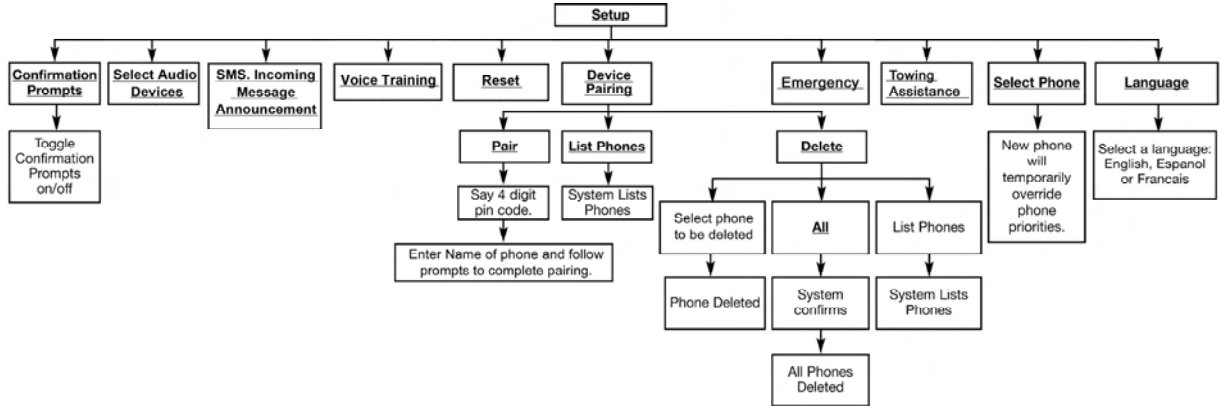 Setup
Confirmation
Prompts
Select Audio
Devices
SMS. Incoming
Message
Announcement
Voice Training
Reset
Device
Pairing
Emergency
Towing
Assistance
Select Phone
Language
Toggle
Confirmation
Prompts
on/off
Pair
List Phones
Delete
New phone
will
temporarily
override
phone
priorities.
Select a language:
English, Espanol
or Francais
Say 4 digit
pin code.
System Lists
Phones
Select phone
to be deleted
All
List Phones
Enter Name of phone and follow
prompts to complete pairing.
Phone Deleted
System
confirms
System Lists
Phones
All Phones
Deleted